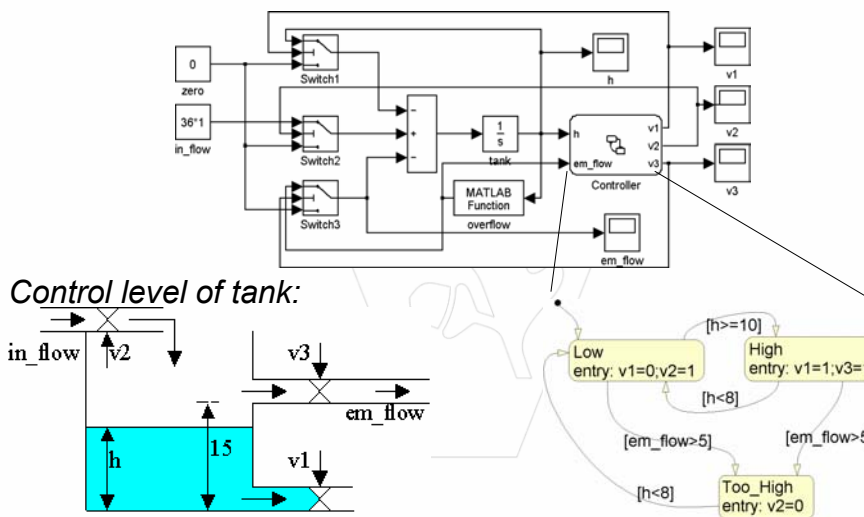 0
zero
36*1
in_flow
Switch1
Switch2
Switch3
−
+
−
1
s
tank
h
em_flow
v1
v2
v3
Controller
MATLAB
Function
overflow
h
em_flow
v1
v2
v3
Control level of tank:
in_flow
v2
v3
em_flow
h
15
v1
Low
entry: v1=0;v2=1
[h>=10]
High
entry: v1=1;v3=
[h<8]
[em_flow>5]
[em_flow>5
[h<8]
Too_High
entry: v2=0